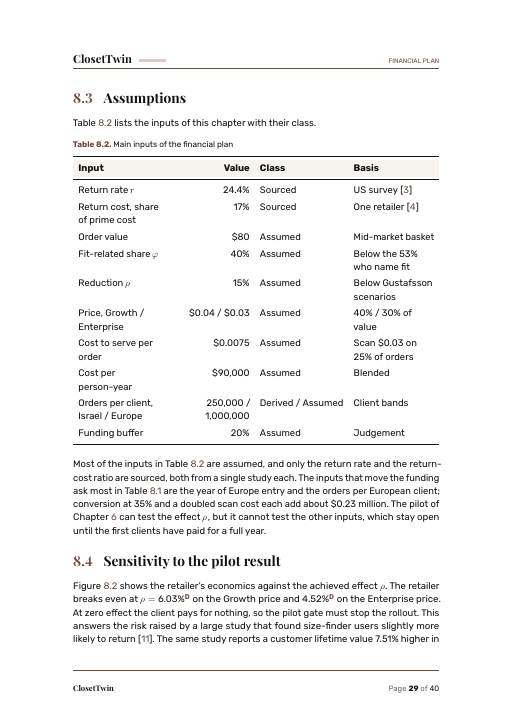 ClosetTwin
FINANCIAL PLAN
8.3 Assumptions
Table 8.2 lists the inputs of this chapter with their class.
Table 8.2. Main inputs of the financial plan
Input Value Class Basis
Return rate r 24.4% Sourced US survey [3]
Return cost, share 17% Sourced One retailer [4]
of prime cost
Order value $80 Assumed Mid-market basket
Fit-related share φ 40% Assumed Below the 53%
who name fit
Reduction ρ 15% Assumed Below Gustafsson
scenarios
Price, Growth / $0.04 / $0.03 Assumed 40% / 30% of
Enterprise value
Cost to serve per $0.0075 Assumed Scan $0.03 on
order 25% of orders
Cost per $90,000 Assumed Blended
person-year
Orders per client, 250,000 / Derived / Assumed Client bands
Israel / Europe 1,000,000
Funding buffer 20% Assumed Judgement
Most of the inputs in Table 8.2 are assumed, and only the return rate and the return-
cost ratio are sourced, both from a single study each. The inputs that move the funding
ask most in Table 8.1 are the year of Europe entry and the orders per European client;
conversion at 35% and a doubled scan cost each add about $0.23 million. The pilot of
Chapter 6 can test the effect ρ, but it cannot test the other inputs, which stay open
until the first clients have paid for a full year.
8.4 Sensitivity to the pilot result
Figure 8.2 shows the retailer's economics against the achieved effect ρ. The retailer
breaks even at ρ = 6.03%D on the Growth price and 4.52%D on the Enterprise price.
At zero effect the client pays for nothing, so the pilot gate must stop the rollout. This
answers the risk raised by a large study that found size-finder users slightly more
likely to return [11]. The same study reports a customer lifetime value 7.51% higher in
ClosetTwin
Page 29 of 40